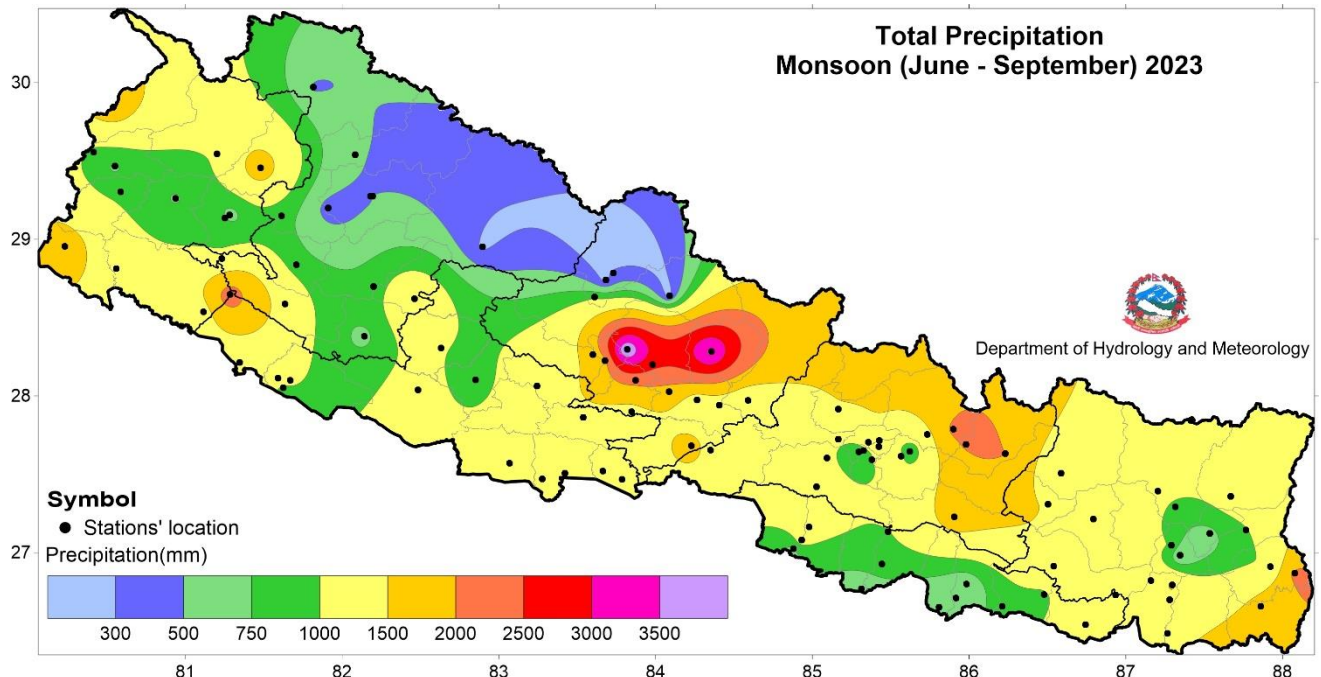 Total Precipitation
Monsoon (June - September) 2023
30
29
28
27
Department of Hydrology and Meteorology
Symbol
Stations' location
Precipitation(mm)
300 500 750 1000 1500 2000 2500 3000 3500
81 82 83 84 85 86 87 88